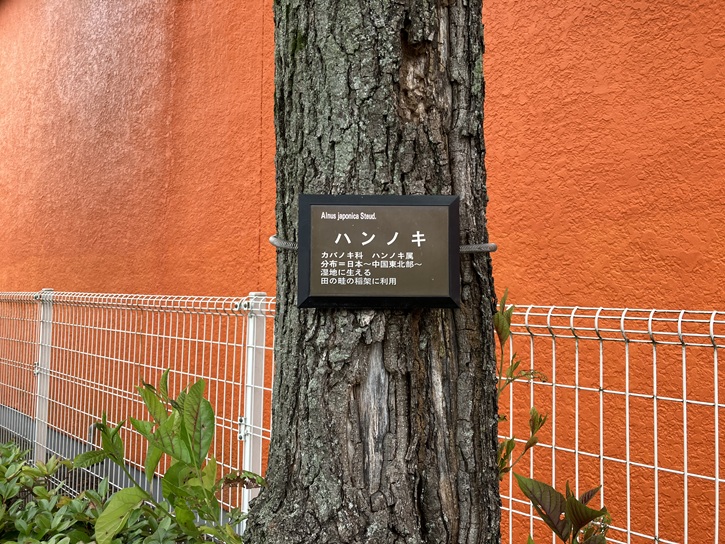 Alnus japonica Steud.
ハンノキ
カバノキ科　ハンノキ属
分布＝日本～中国東北部～
湿地に生える
田の畦の稲架に利用